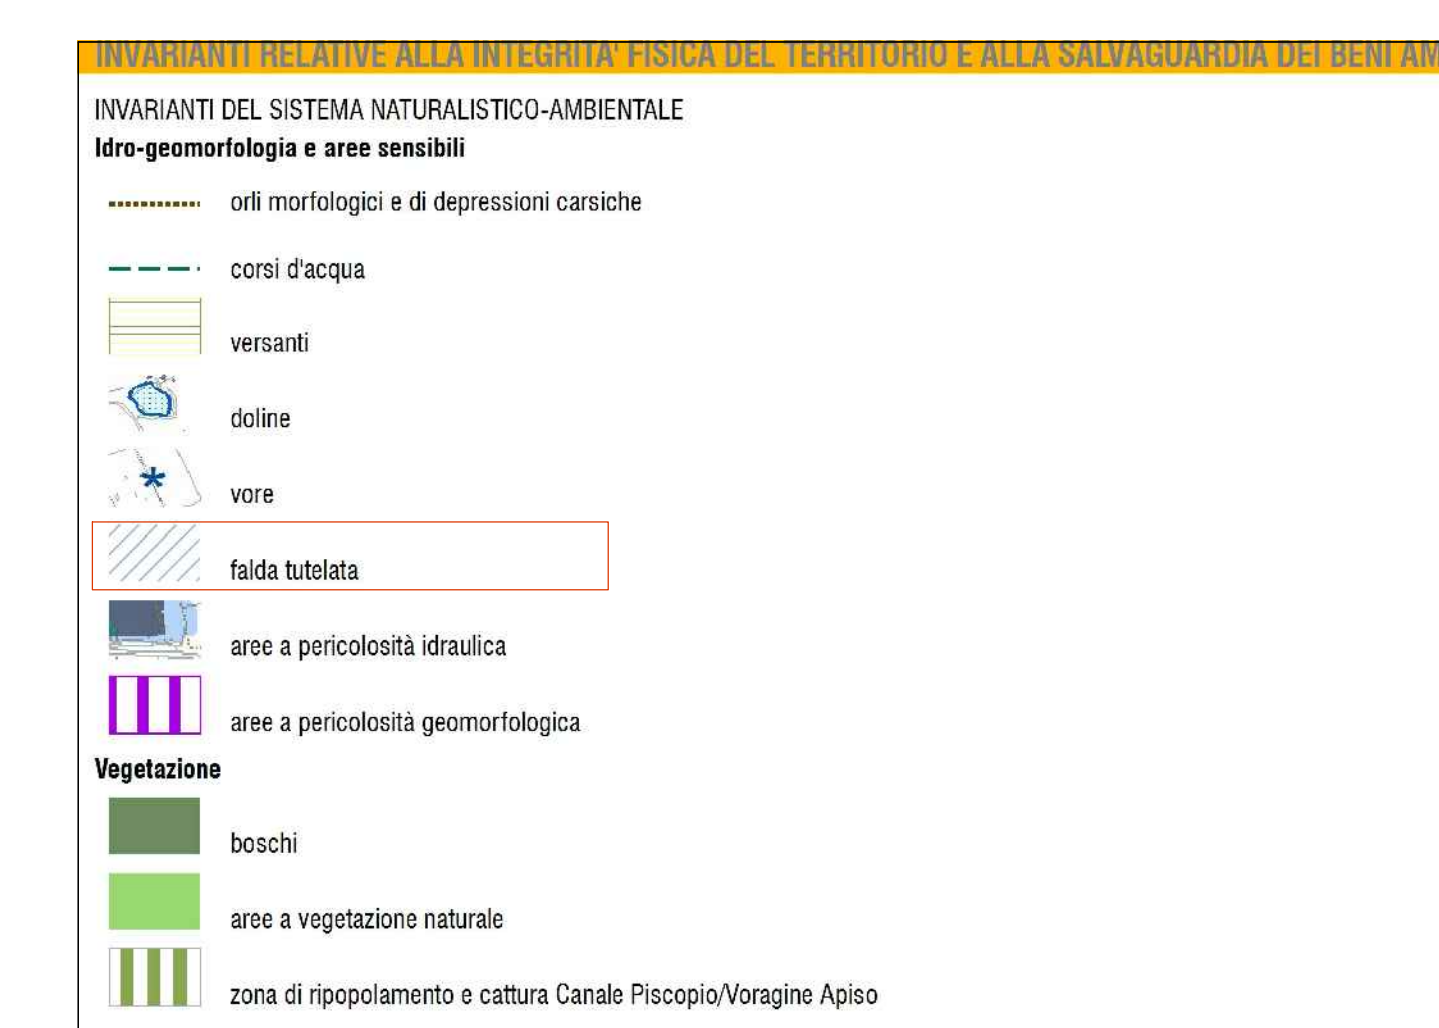 INVARIANTI RELATIVE ALLA INTEGRITA' FISICA DEL TERRITORIO E ALLA SALVAGUARDIA DEI BENI AM
INVARIANTI DEL SISTEMA NATURALISTICO-AMBIENTALE
Idro-geomorfologia e aree sensibili
orli morfologici e di depressioni carsiche
corsi d'acqua
versanti
doline
vore
falda tutelata
aree a pericolosità idraulica
aree a pericolosità geomorfologica
Vegetazione
boschi
aree a vegetazione naturale
zona di ripopolamento e cattura Canale Piscopio/Voragine Apiso